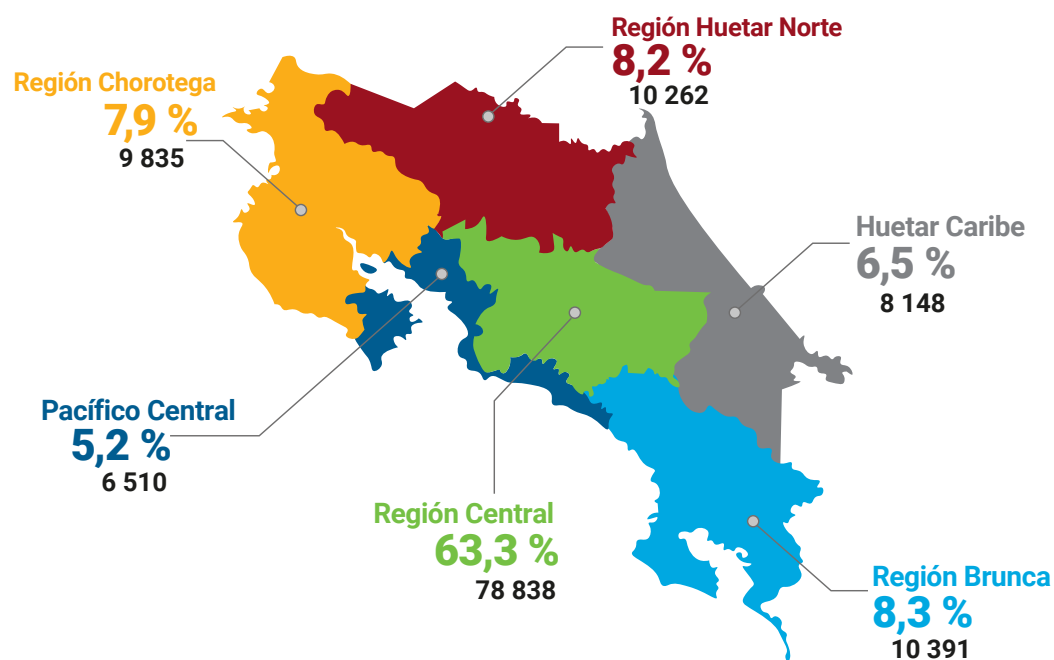 Región Huetar Norte
8,2 %
10 262
Región Chorotega
7,9 %
9 835
Huetar Caribe
6,5 %
8 148
Pacífico Central
5,2 %
6 510
Región Central
63,3 %
78 838
Región Brunca
8,3 %
10 391